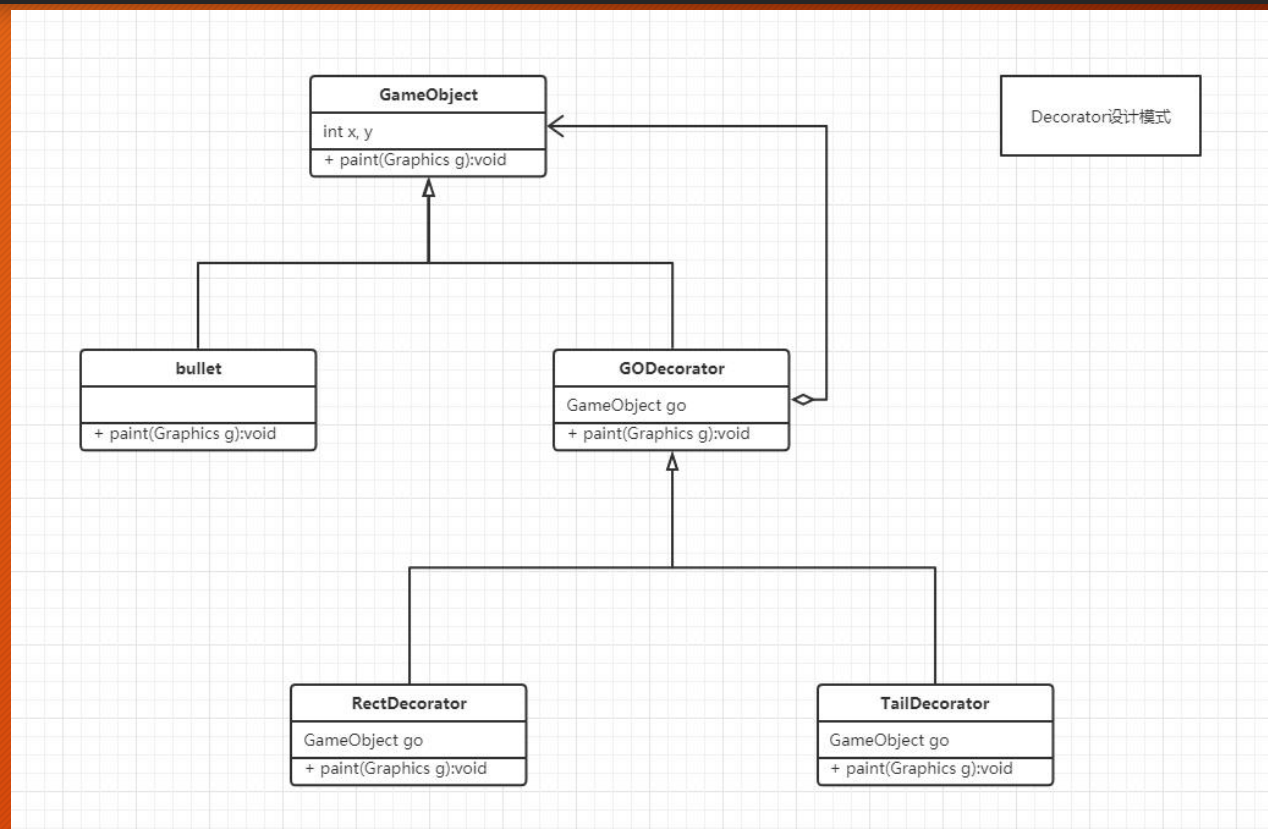 GameObject
int x, y
+ paint(Graphics g):void
Decorator设计模式
bullet
+ paint(Graphics g):void
GODecorator
GameObject go
+ paint(Graphics g):void
RectDecorator
GameObject go
+ paint(Graphics g):void
TailDecorator
GameObject go
+ paint(Graphics g):void